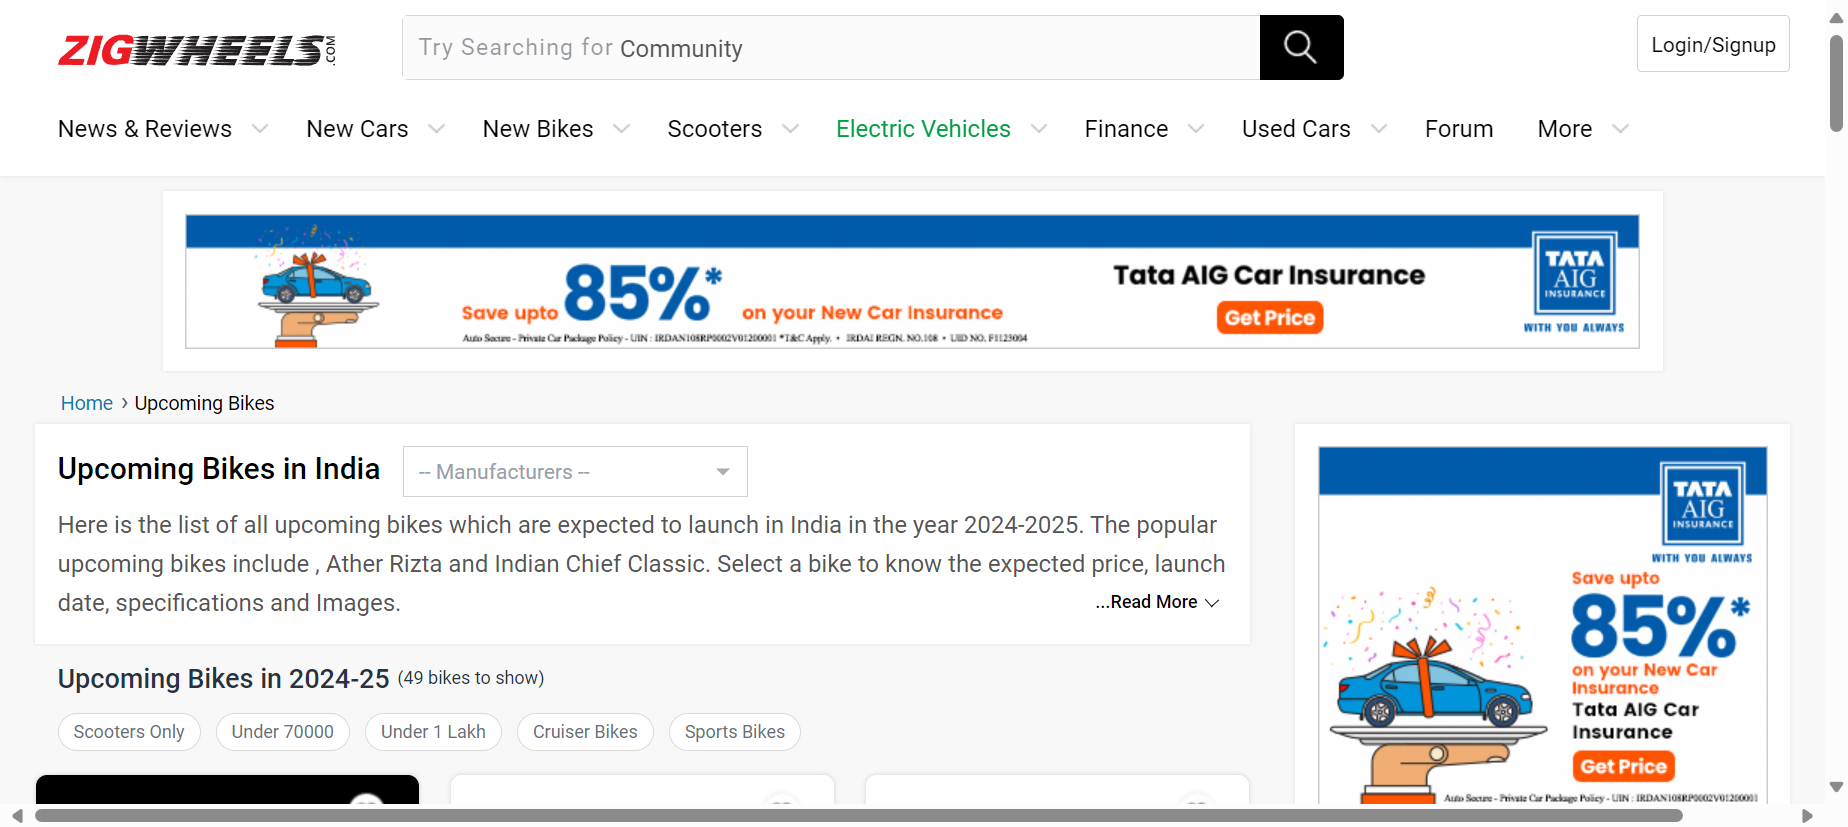 ZIGWHEELS.COM
Try Searching for Community
Login/Signup
News & Reviews
New Cars
New Bikes
Scooters
Electric Vehicles
Finance
Used Cars
Forum
More
Save upto 85%* on your New Car Insurance
Auto Secure - Private Car Package Policy - UIN : IRDAN108RP0002V01200001 *T&C Apply. • IRDAI REGN. NO.108 • UID NO. F1123004
Tata AIG Car Insurance
Get Price
TATA
AIG
INSURANCE
WITH YOU ALWAYS
Home › Upcoming Bikes
Upcoming Bikes in India
-- Manufacturers --
Here is the list of all upcoming bikes which are expected to launch in India in the year 2024-2025. The popular
upcoming bikes include , Ather Rizta and Indian Chief Classic. Select a bike to know the expected price, launch
date, specifications and Images.
...Read More
Upcoming Bikes in 2024-25 (49 bikes to show)
Scooters Only
Under 70000
Under 1 Lakh
Cruiser Bikes
Sports Bikes
TATA
AIG
INSURANCE
WITH YOU ALWAYS
Save upto
85%*
on your New Car
Insurance
Tata AIG Car
Insurance
Get Price
Auto Secure - Private Car Package Policy - UIN : IRDAN108RP0002V01200001